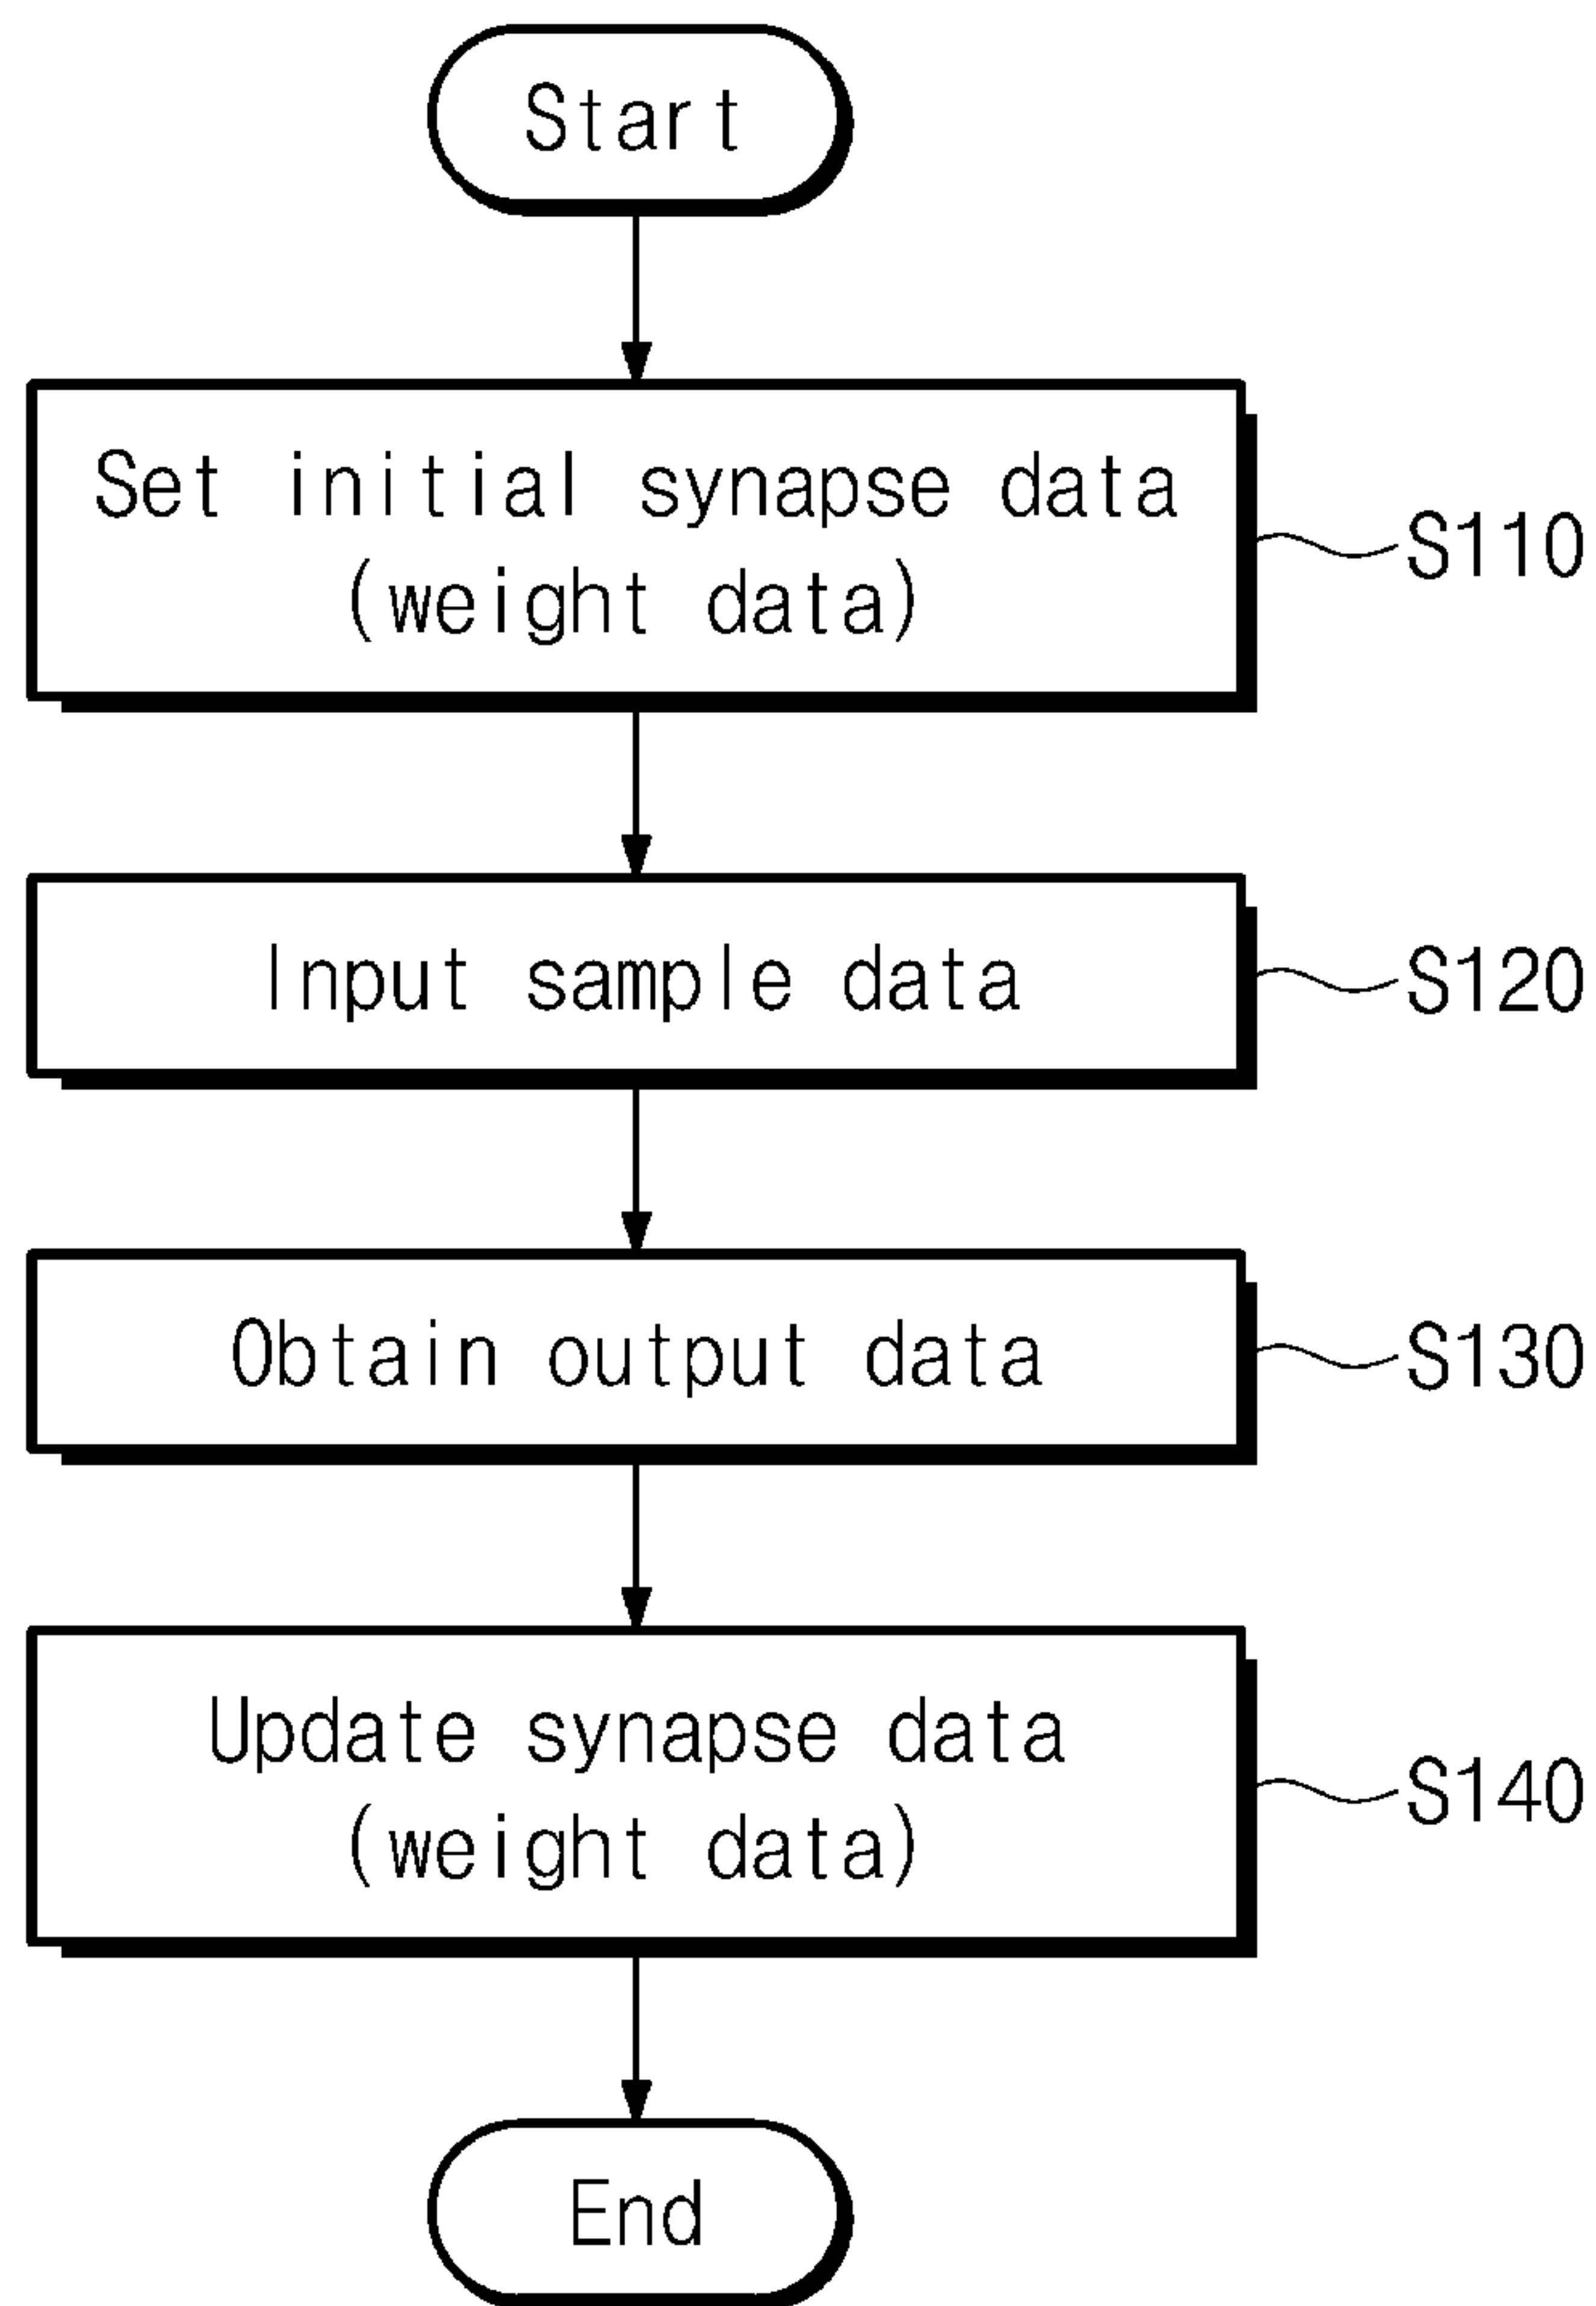 Start
Set initial synapse data
(weight data)
S110
Input sample data
S120
Obtain output data
S130
Update synapse data
(weight data)
S140
End